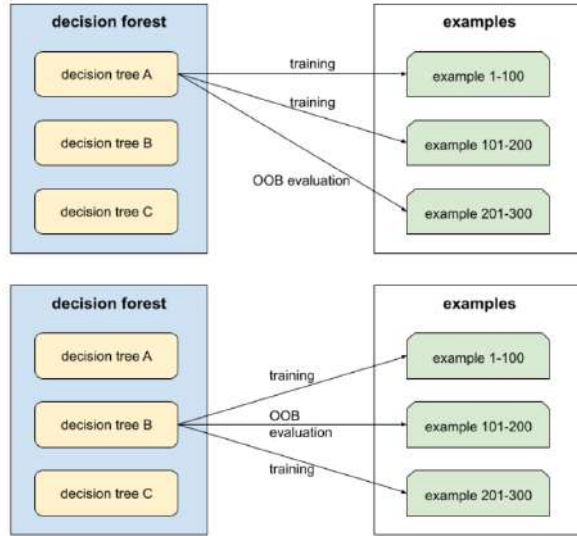 decision forest
examples
decision tree A
training
example 1-100
training
decision tree B
example 101-200
OOB evaluation
decision tree C
example 201-300
decision forest
examples
decision tree A
example 1-100
training
decision tree B
OOB
evaluation
example 101-200
training
decision tree C
example 201-300